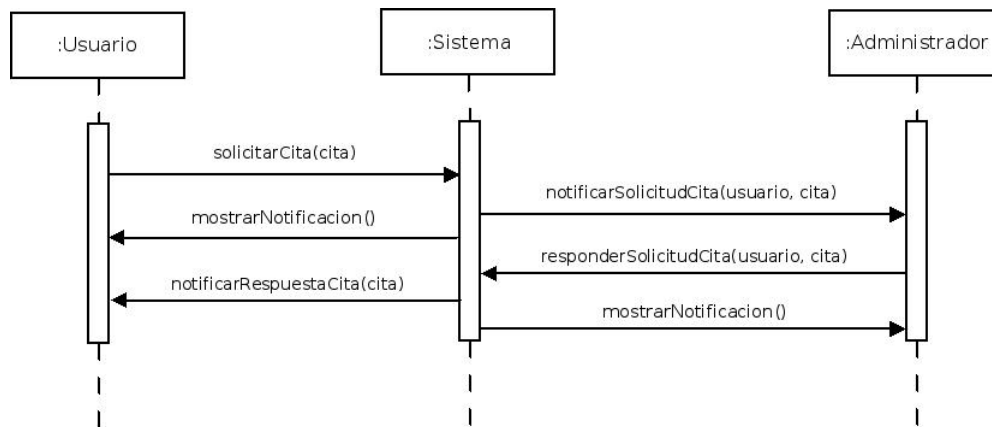 :Usuario
:Sistema
:Administrador
solicitarCita(cita)
notificarSolicitudCita(usuario, cita)
mostrarNotificacion()
responderSolicitudCita(usuario, cita)
notificarRespuestaCita(cita)
mostrarNotificacion()